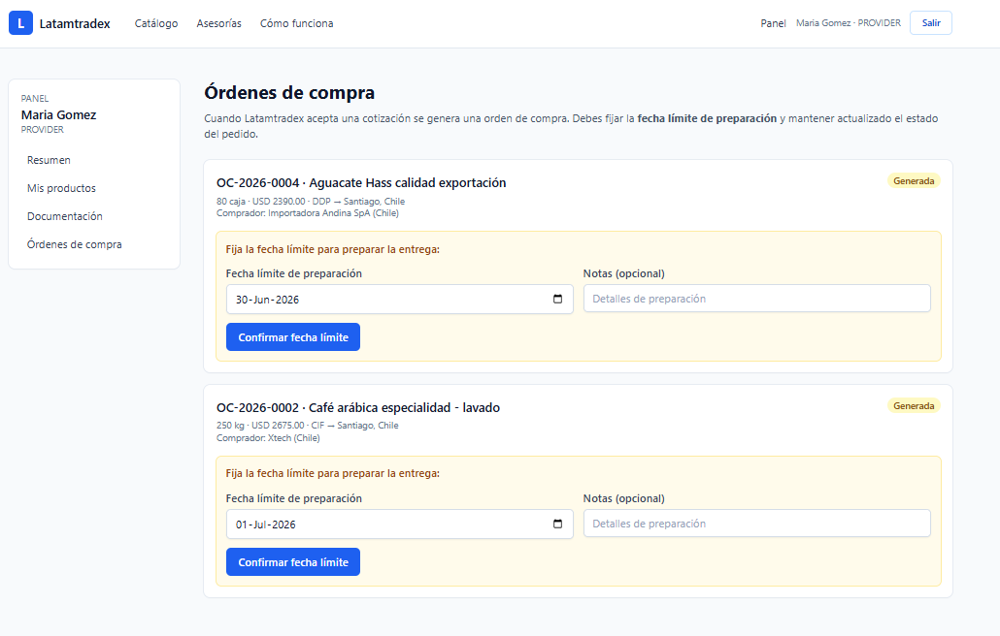 L Latamtradex Catálogo Asesorías Cómo funciona Panel Maria Gomez · PROVIDER Salir
PANEL
Maria Gomez
PROVIDER
Resumen
Mis productos
Documentación
Órdenes de compra
Órdenes de compra
Cuando Latamtradex acepta una cotización se genera una orden de compra. Debes fijar la fecha límite de preparación y mantener actualizado el estado
del pedido.
OC-2026-0004 · Aguacate Hass calidad exportación Generada
80 caja · USD 2390.00 · DDP → Santiago, Chile
Comprador: Importadora Andina SpA (Chile)
Fija la fecha límite para preparar la entrega:
Fecha límite de preparación Notas (opcional)
30-Jun-2026 Detalles de preparación
Confirmar fecha límite
OC-2026-0002 · Café arábica especialidad - lavado Generada
250 kg · USD 2675.00 · CIF → Santiago, Chile
Comprador: Xtech (Chile)
Fija la fecha límite para preparar la entrega:
Fecha límite de preparación Notas (opcional)
01-Jul-2026 Detalles de preparación
Confirmar fecha límite